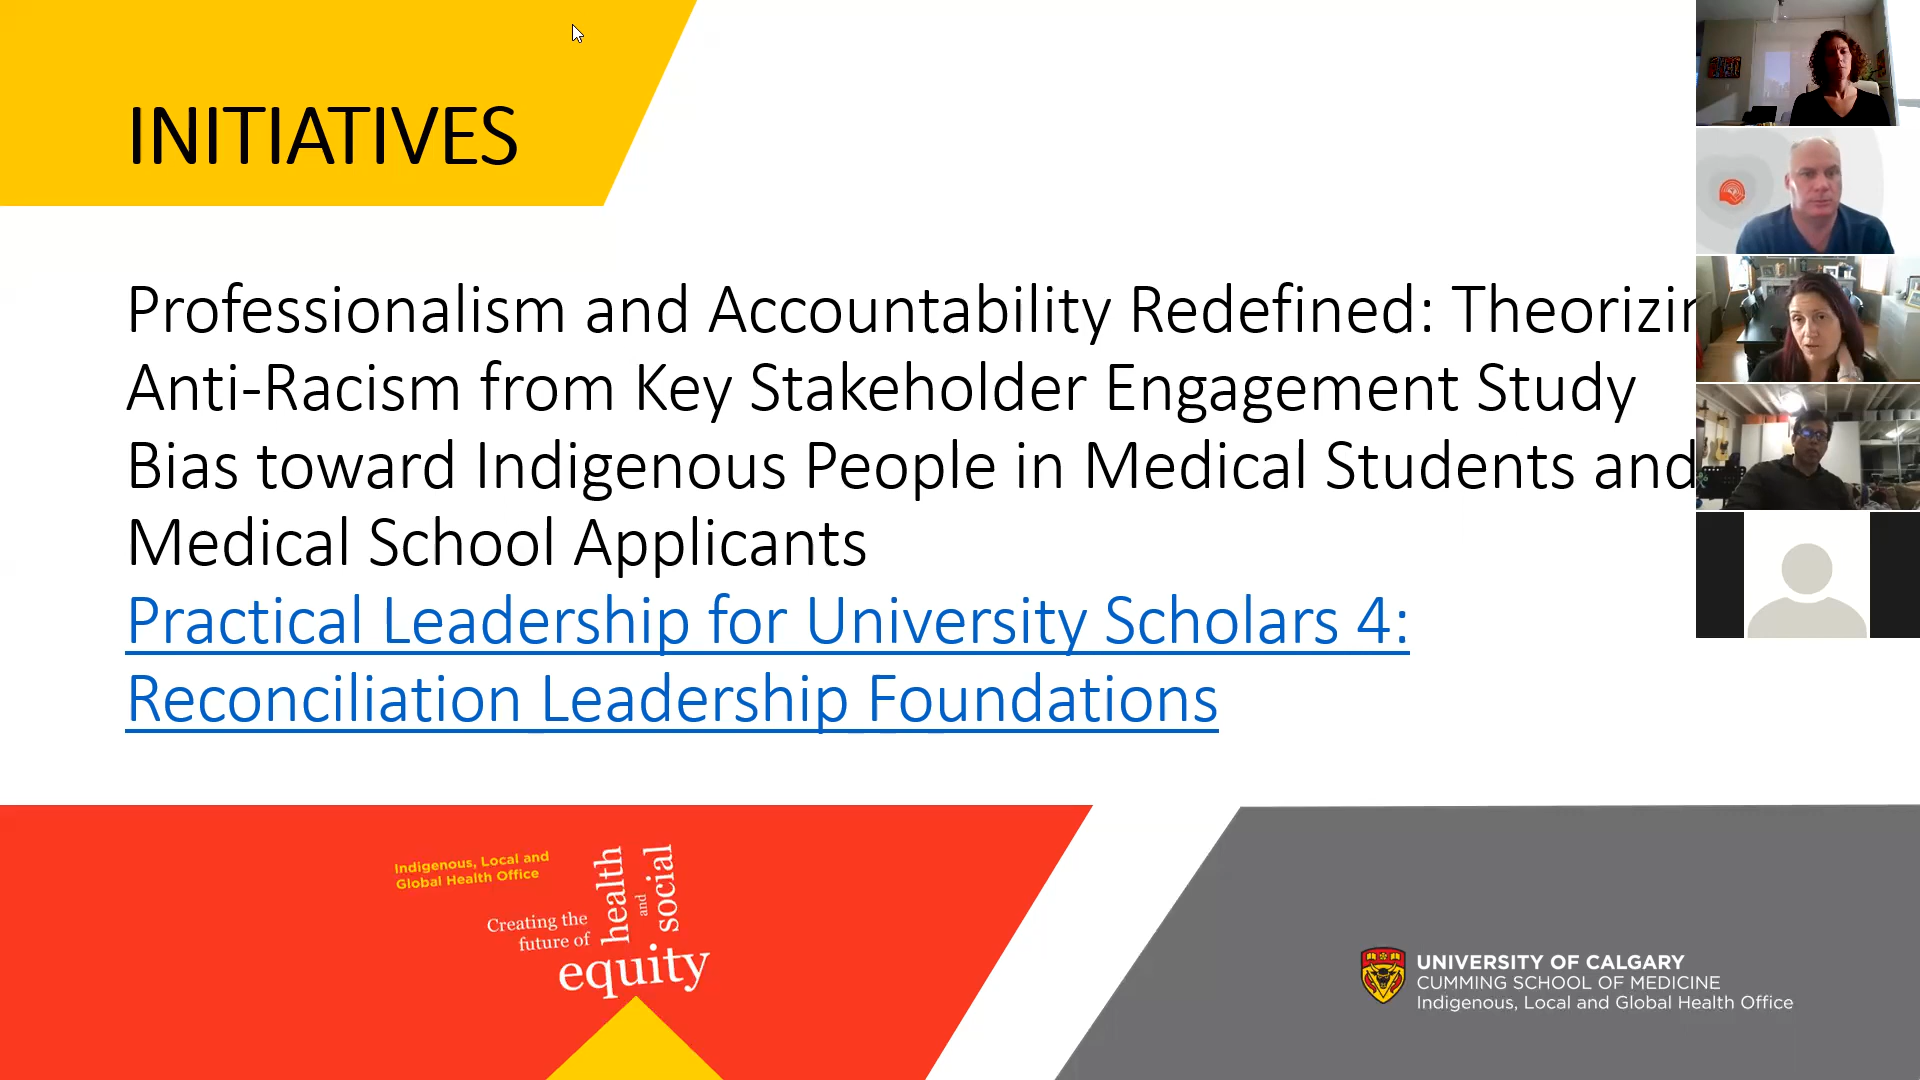 INITIATIVES
Professionalism and Accountability Redefined:
Anti-Racism from Key Stakeholder Engagement Study
Bias toward Indigenous People in Medical Students and
Medical School Applicants
Practical Leadership for University Scholars 4:
Reconciliation Leadership Foundations
Indigenous, Local and
Global Health Office
Creating the
future of
health
and
social
equity
UNIVERSITY OF CALGARY
CUMMING SCHOOL OF MEDICINE
Indigenous, Local and Global Health Office